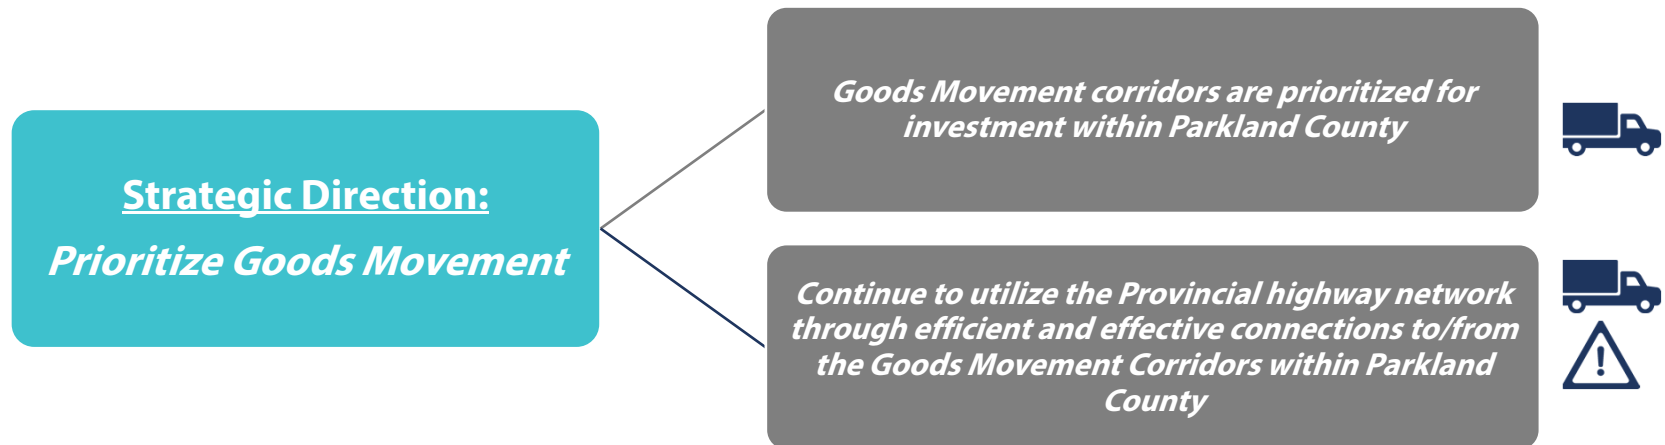 Strategic Direction:
Prioritize Goods Movement
Goods Movement corridors are prioritized for
investment within Parkland County
Continue to utilize the Provincial highway network
through efficient and effective connections to/from
the Goods Movement Corridors within Parkland
County